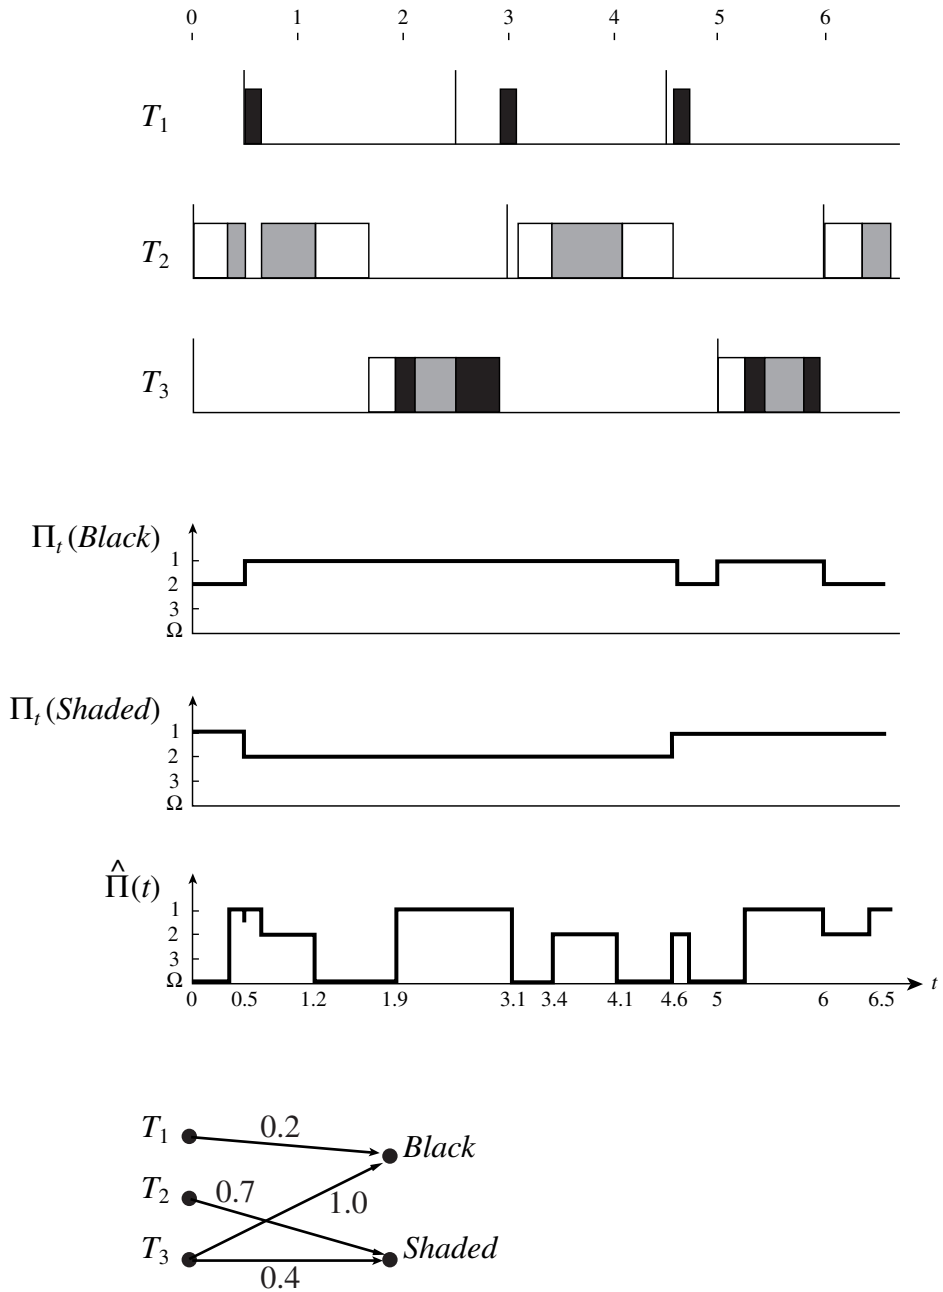 0 1 2 3 4 5 6
T1
T2
T3
Πt (Black)
1
2
3
Ω
Πt (Shaded)
1
2
3
Ω
Π̂(t)
1
2
3
Ω
t
0 0.5 1.2 1.9 3.1 3.4 4.1 4.6 5 6 6.5
T1 0.2 Black
T2 0.7 1.0
T3 0.4 Shaded